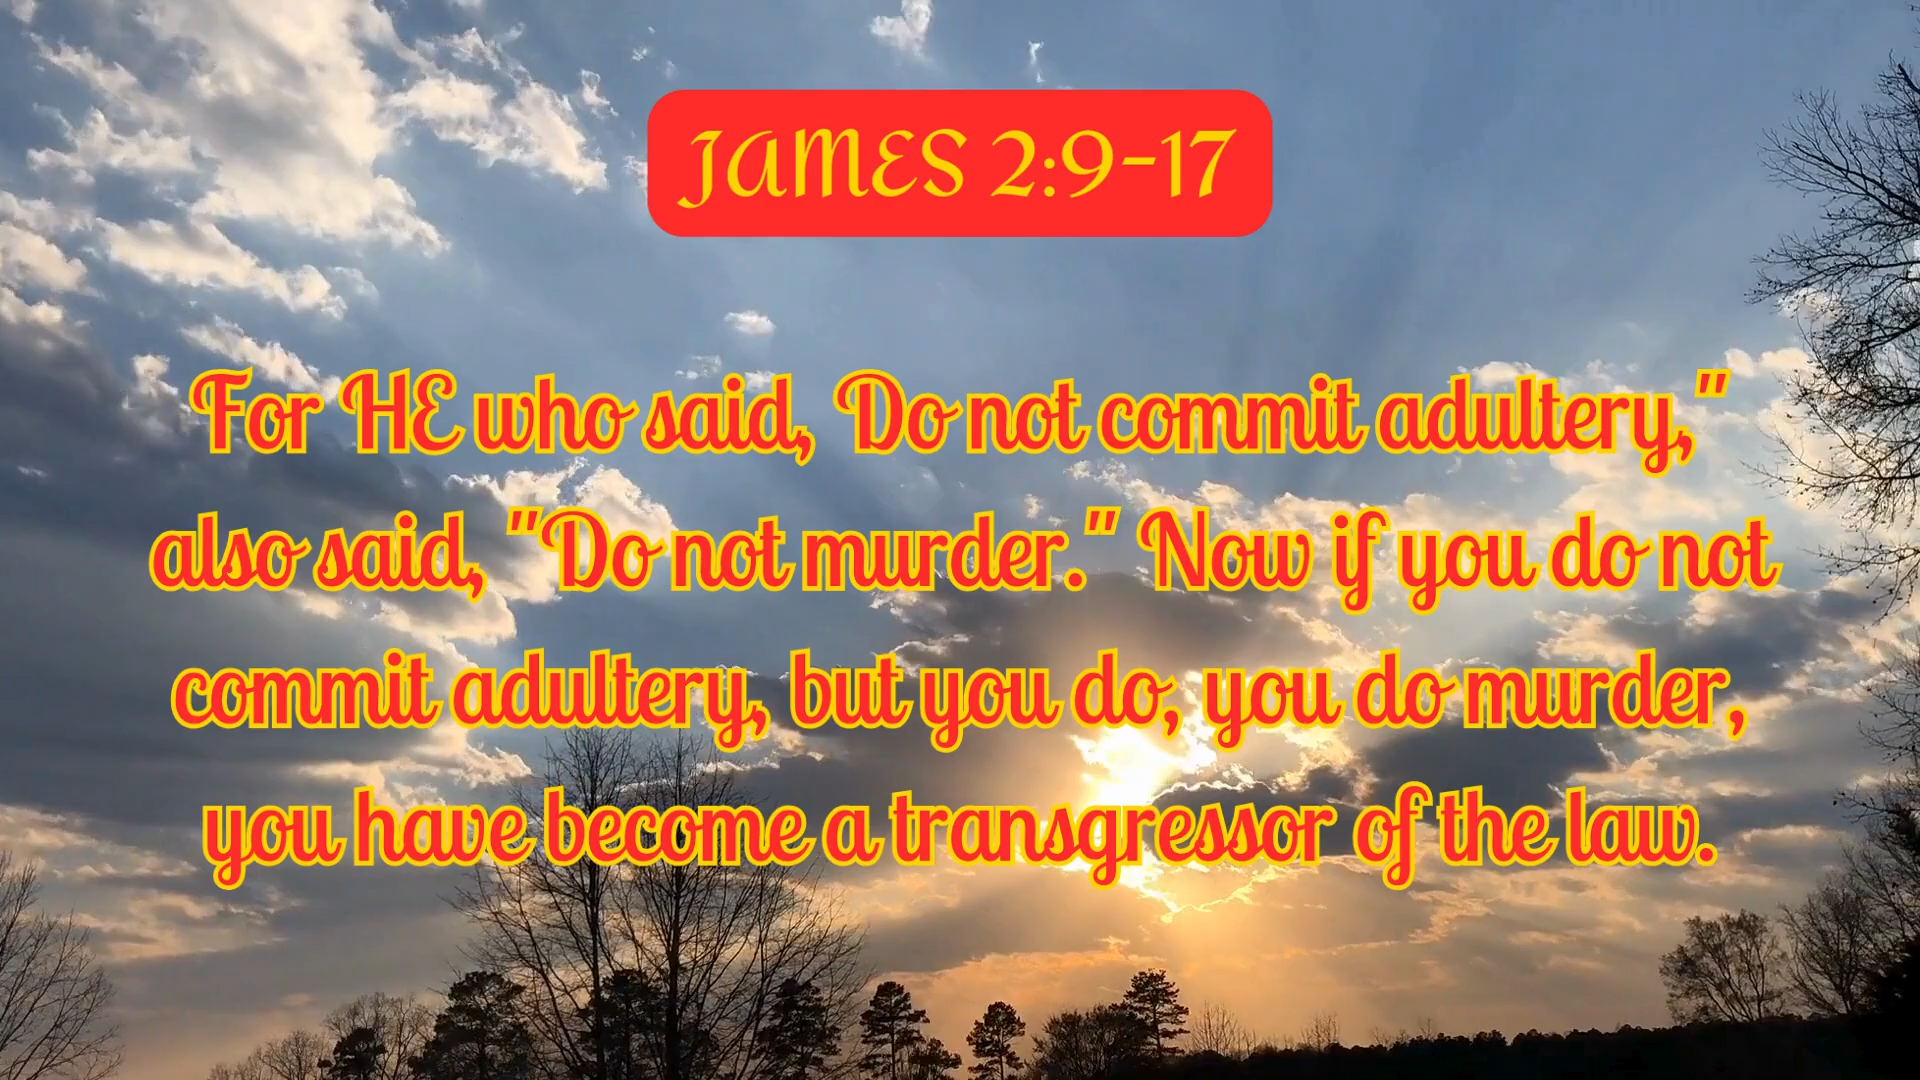 JAMES 2:9-17
For HE who said, Do not commit adultery,"
also said, "Do not murder." Now if you do not
commit adultery, but you do, you do murder,
you have become a transgressor of the law.